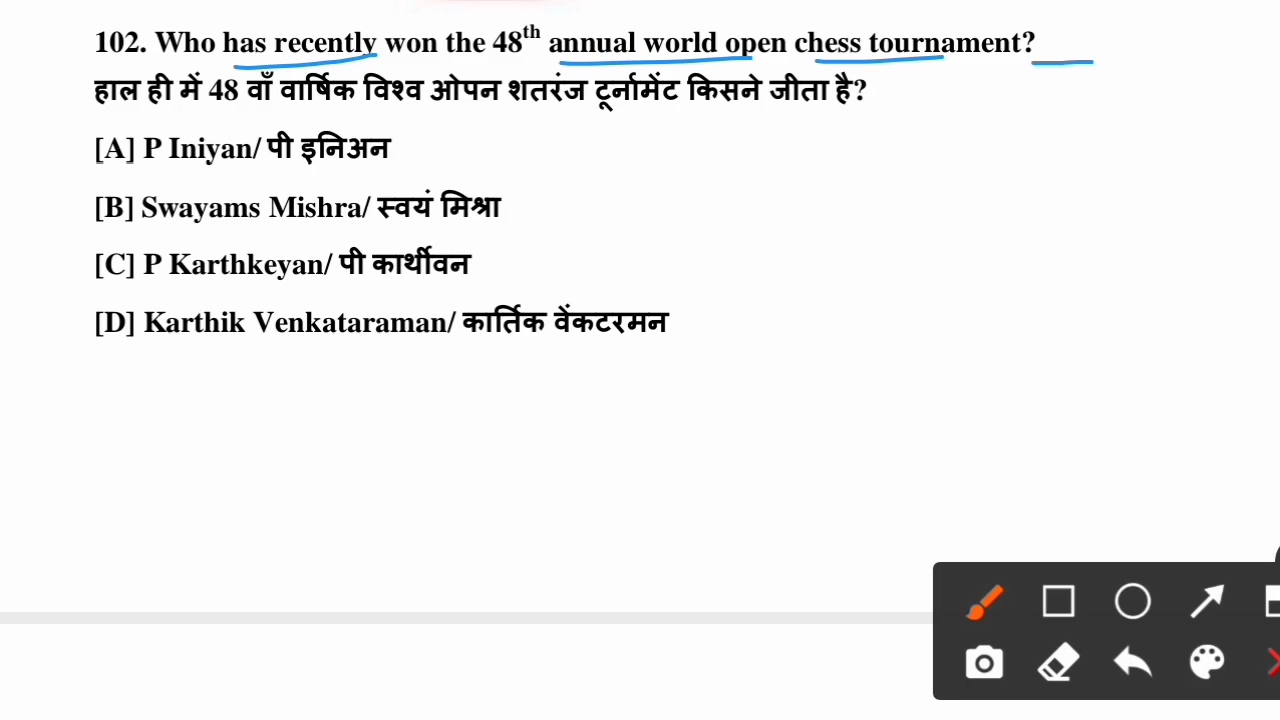 102. Who has recently won the 48th annual world open chess tournament?
हाल ही में 48 वाँ वार्षिक विश्व ओपन शतरंज टूर्नामेंट किसने जीता है?
[A] P Iniyan/ पी इनिअन
[B] Swayams Mishra/ स्वयं मिश्रा
[C] P Karthkeyan/ पी कार्थीवन
[D] Karthik Venkataraman/ कार्तिक वेंकटरमन